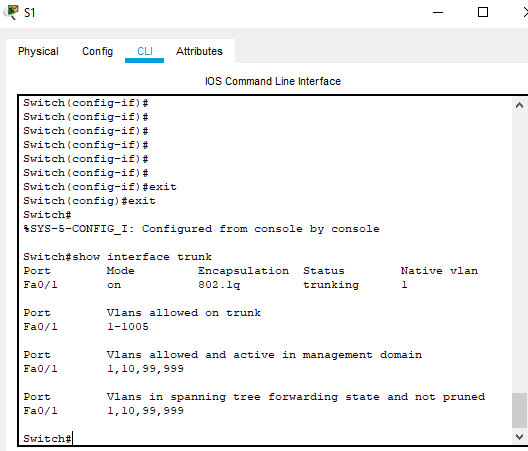 S1
Physical Config CLI Attributes
IOS Command Line Interface
Switch(config-if)#
Switch(config-if)#
Switch(config-if)#
Switch(config-if)#
Switch(config-if)#
Switch(config-if)#
Switch(config-if)#exit
Switch(config)#exit
Switch#
%SYS-5-CONFIG_I: Configured from console by console

Switch#show interface trunk
Port Mode Encapsulation Status Native vlan
Fa0/1 on 802.1q trunking 1

Port Vlans allowed on trunk
Fa0/1 1-1005

Port Vlans allowed and active in management domain
Fa0/1 1,10,99,999

Port Vlans in spanning tree forwarding state and not pruned
Fa0/1 1,10,99,999

Switch#